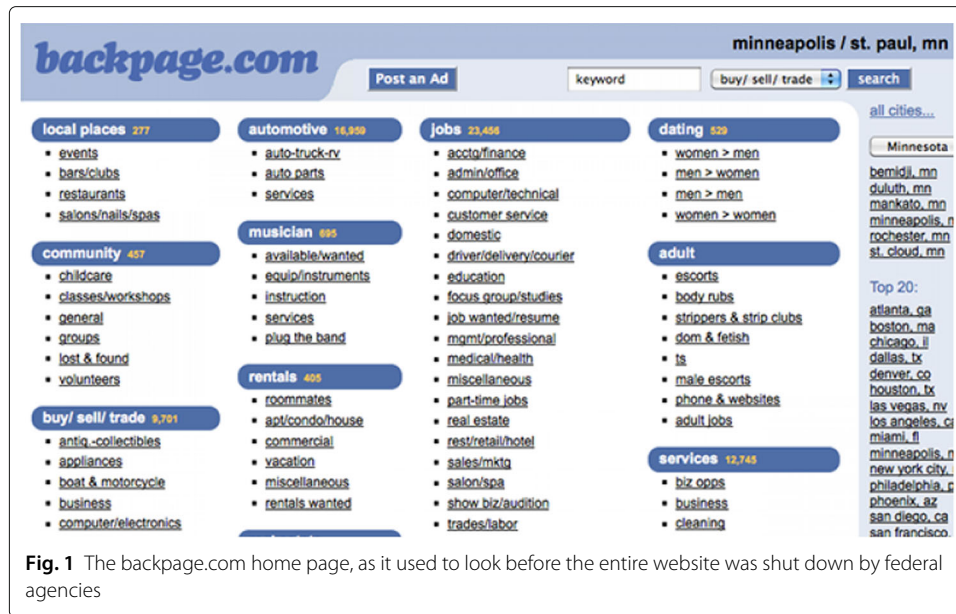 backpage.com
minneapolis / st. paul, mn
Post an Ad
keyword
buy/ sell/ trade
search
local places 277
events
bars/clubs
restaurants
salons/nails/spas
community 457
childcare
classes/workshops
general
groups
lost & found
volunteers
buy/ sell/ trade 9,701
antiq.-collectibles
appliances
boat & motorcycle
business
computer/electronics
automotive 16,959
auto-truck-rv
auto parts
services
musician 695
available/wanted
equip/instruments
instruction
services
plug the band
rentals 405
roommates
apt/condo/house
commercial
vacation
miscellaneous
rentals wanted
jobs 23,456
acctg/finance
admin/office
computer/technical
customer service
domestic
driver/delivery/courier
education
focus group/studies
job wanted/resume
mgmt/professional
medical/health
miscellaneous
part-time jobs
real estate
rest/retail/hotel
sales/mktg
salon/spa
show biz/audition
trades/labor
dating 529
women > men
men > women
men > men
women > women
adult
escorts
body rubs
strippers & strip clubs
dom & fetish
ts
male escorts
phone & websites
adult jobs
services 12,745
biz opps
business
cleaning
all cities...
Minnesota
bemidji, mn
duluth, mn
mankato, mn
minneapolis,
rochester, mn
st. cloud, mn
Top 20:
atlanta, ga
boston, ma
chicago, il
dallas, tx
denver, co
houston, tx
las vegas, nv
los angeles,
miami, fl
minneapolis,
new york city,
philadelphia,
phoenix, az
san diego, ca
san francisco,
Fig. 1 The backpage.com home page, as it used to look before the entire website was shut down by federal
agencies